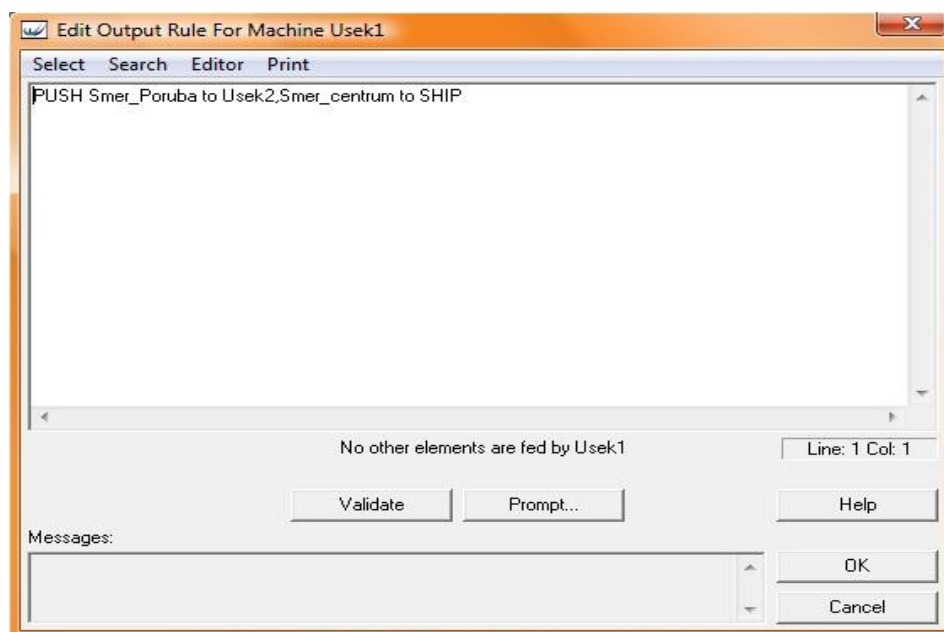 Edit Output Rule For Machine Usek1
Select Search Editor Print
PUSH Smer_Poruba to Usek2,Smer_centrum to SHIP
No other elements are fed by Usek1
Line: 1 Col: 1
Validate
Prompt...
Help
Messages:
OK
Cancel